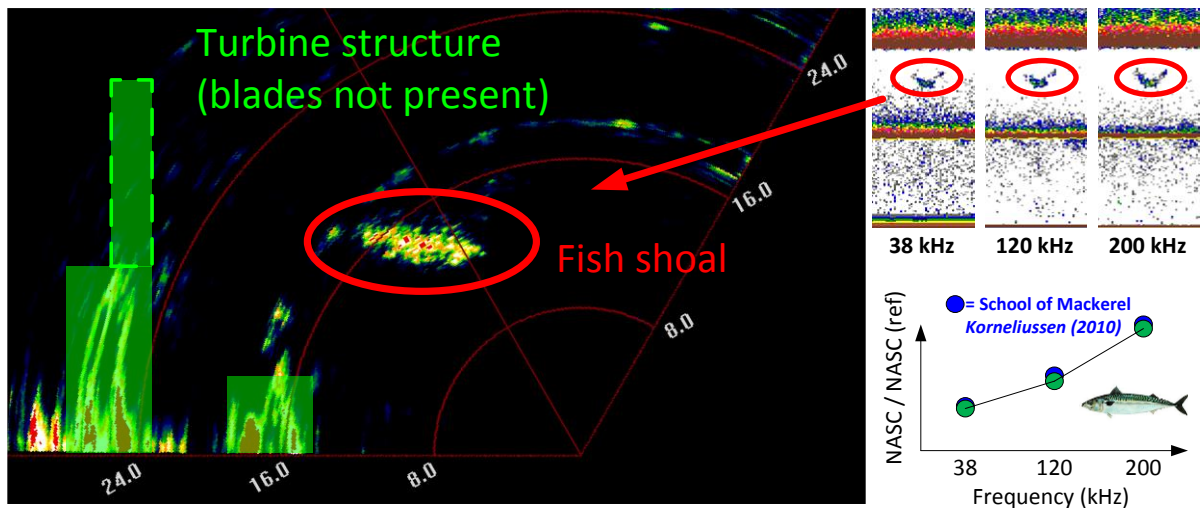 Turbine structure
(blades not present)
Fish shoal
24.0
16.0
8.0
24.0
16.0
8.0
38 kHz
120 kHz
200 kHz
= School of Mackerel
Korneliussen (2010)
NASC / NASC (ref)
38
120
200
Frequency (kHz)